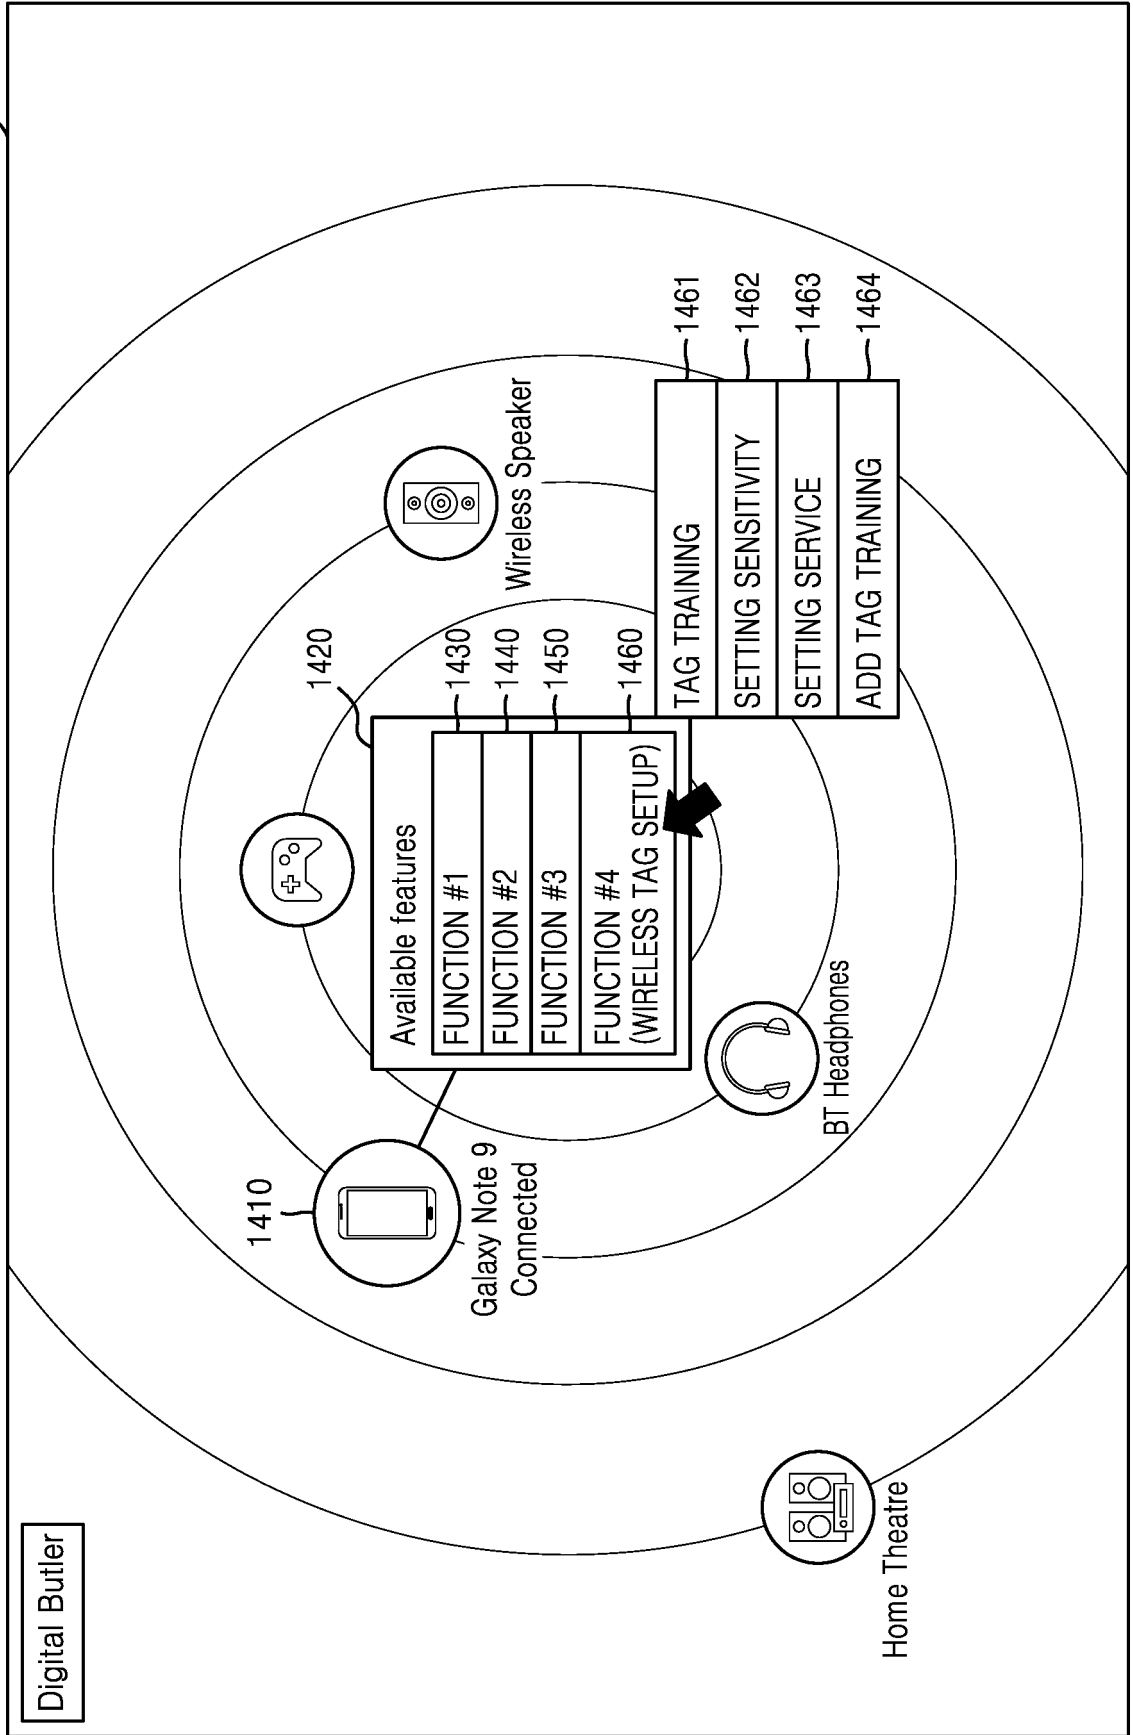 Digital Butler
1410
Galaxy Note 9
Connected
1420
Available features
FUNCTION #1
1430
FUNCTION #2
1440
FUNCTION #3
1450
FUNCTION #4
(WIRELESS TAG SETUP)
1460
Wireless Speaker
TAG TRAINING
1461
SETTING SENSITIVITY
1462
SETTING SERVICE
1463
ADD TAG TRAINING
1464
BT Headphones
Home Theatre